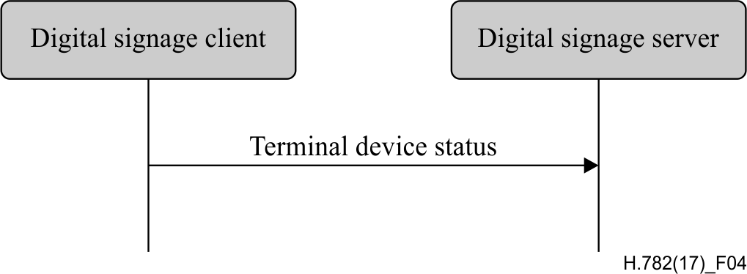 Digital signage client
Digital signage server
Terminal device status
H.782(17)_F04